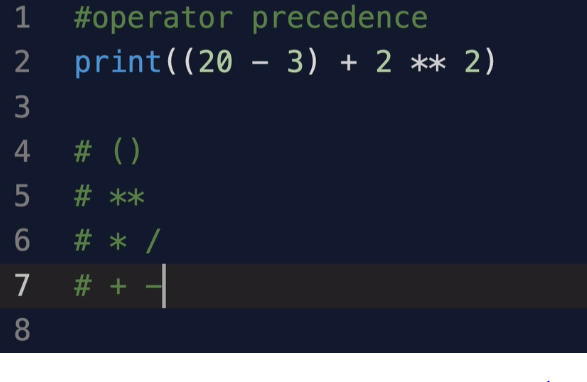 1 #operator precedence
2 print((20 - 3) + 2 ** 2)
3
4 # ()
5 # **
6 # * /
7 # + -
8